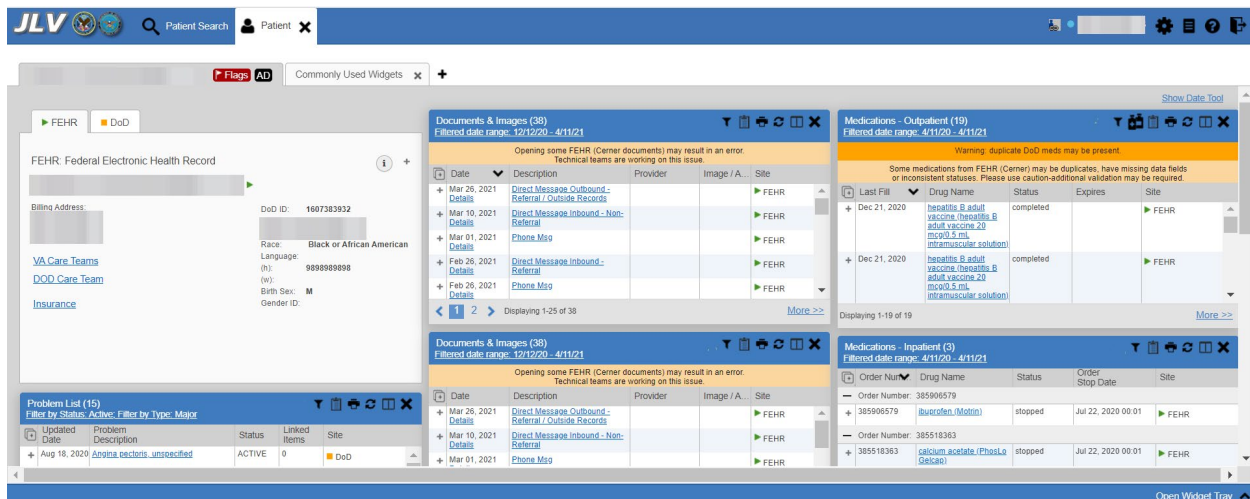 JLV Patient Search Patient
Flags AD Commonly Used Widgets
Show Date Tool
FEHR DoD
FEHR: Federal Electronic Health Record
Billing Address:
DoD ID: 1607383932
Race: Black or African American
Language:
(h): 9898989898
(w):
Birth Sex: M
Gender ID:
VA Care Teams
DOD Care Team
Insurance
Problem List (15)
Filter by Status: Active; Filter by Type: Major
Updated Date Problem Description Status Linked Items Site
Aug 18, 2020 Angina pectoris, unspecified ACTIVE 0 DoD
Documents & Images (38)
Filtered date range: 12/12/20 - 4/11/21
Opening some FEHR (Cerner documents) may result in an error.
Technical teams are working on this issue.
Date Description Provider Image / A... Site
Mar 26, 2021 Direct Message Outbound - FEHR
Details Referral / Outside Records
Mar 10, 2021 Direct Message Inbound - Non- FEHR
Details Referral
Mar 01, 2021 Phone Msg FEHR
Details
Feb 26, 2021 Direct Message Inbound - FEHR
Details Referral
Feb 26, 2021 Phone Msg FEHR
Details
1 2 Displaying 1-25 of 38 More >>
Documents & Images (38)
Filtered date range: 12/12/20 - 4/11/21
Opening some FEHR (Cerner documents) may result in an error.
Technical teams are working on this issue.
Date Description Provider Image / A... Site
Mar 26, 2021 Direct Message Outbound - FEHR
Details Referral / Outside Records
Mar 10, 2021 Direct Message Inbound - Non- FEHR
Details Referral
Mar 01, 2021 Phone Msg FEHR
Details
Medications - Outpatient (19)
Filtered date range: 4/11/20 - 4/11/21
Warning: duplicate DoD meds may be present.
Some medications from FEHR (Cerner) may be duplicates, have missing data fields
or inconsistent statuses. Please use caution-additional validation may be required.
Last Fill Drug Name Status Expires Site
Dec 21, 2020 hepatitis B adult completed FEHR
vaccine (hepatitis B
adult vaccine 20
mcg/0.5 mL
intramuscular solution)
Dec 21, 2020 hepatitis B adult completed FEHR
vaccine (hepatitis B
adult vaccine 20
mcg/0.5 mL
intramuscular solution)
Displaying 1-19 of 19 More >>
Medications - Inpatient (3)
Filtered date range: 4/11/20 - 4/11/21
Order Num Drug Name Status Order Stop Date Site
Order Number: 385906579
385906579 ibuprofen (Motrin) stopped Jul 22, 2020 00:01 FEHR
Order Number: 385518363
385518363 calcium acetate (PhosLo stopped Jul 22, 2020 00:01 FEHR
Gelcap)
Open Widget Tray